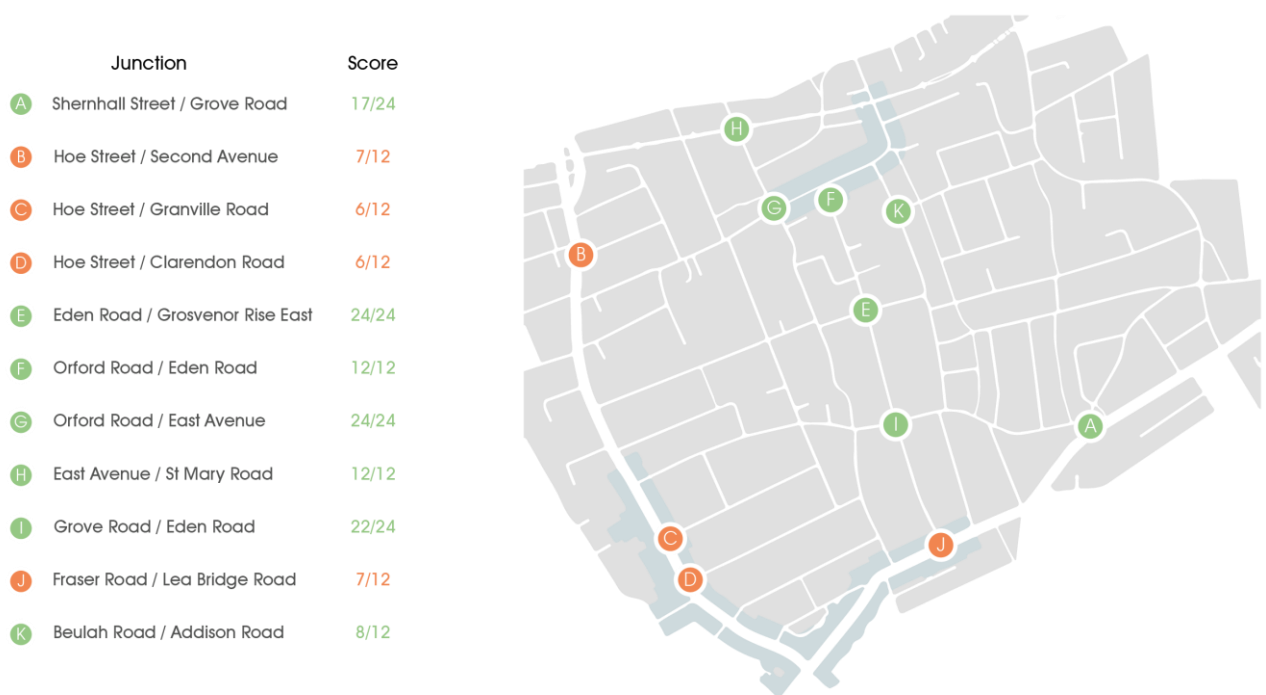 Junction Score
A Shernhall Street / Grove Road 17/24
B Hoe Street / Second Avenue 7/12
C Hoe Street / Granville Road 6/12
D Hoe Street / Clarendon Road 6/12
E Eden Road / Grosvenor Rise East 24/24
F Orford Road / Eden Road 12/12
G Orford Road / East Avenue 24/24
H East Avenue / St Mary Road 12/12
I Grove Road / Eden Road 22/24
J Fraser Road / Lea Bridge Road 7/12
K Beulah Road / Addison Road 8/12
H
F
G
K
B
E
I
A
C
J
D